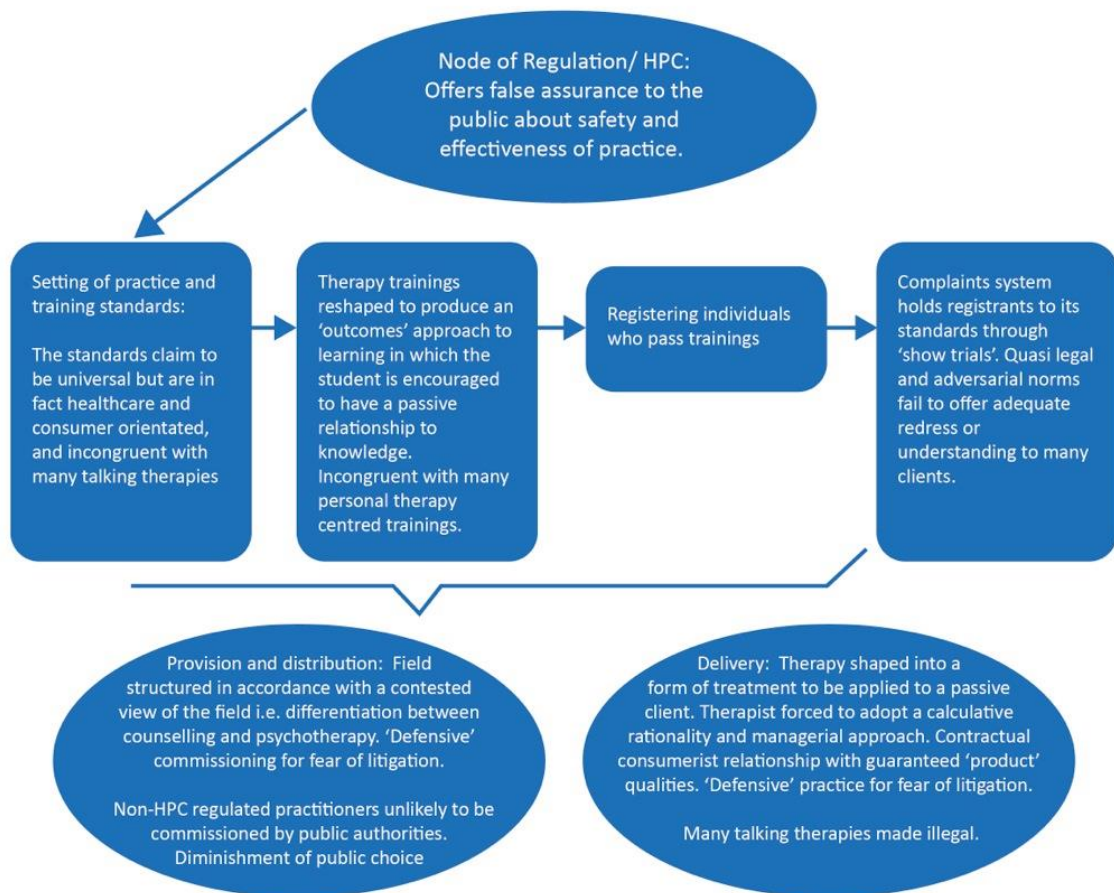 Node of Regulation/ HPC:
Offers false assurance to the
public about safety and
effectiveness of practice.
Setting of practice and
training standards:
The standards claim to
be universal but are in
fact healthcare and
consumer orientated,
and incongruent with
many talking therapies
Therapy trainings
reshaped to produce an
‘outcomes’ approach to
learning in which the
student is encouraged
to have a passive
relationship to
knowledge.
Incongruent with many
personal therapy
centred trainings.
Registering individuals
who pass trainings
Complaints system
holds registrants to its
standards through
‘show trials’. Quasi legal
and adversarial norms
fail to offer adequate
redress or
understanding to many
clients.
Provision and distribution: Field
structured in accordance with a contested
view of the field i.e. differentiation between
counselling and psychotherapy. ‘Defensive’
commissioning for fear of litigation.
Non-HPC regulated practitioners unlikely to be
commissioned by public authorities.
Diminishment of public choice
Delivery: Therapy shaped into a
form of treatment to be applied to a passive
client. Therapist forced to adopt a calculative
rationality and managerial approach. Contractual
consumerist relationship with guaranteed ‘product’
qualities. ‘Defensive’ practice for fear of litigation.
Many talking therapies made illegal.